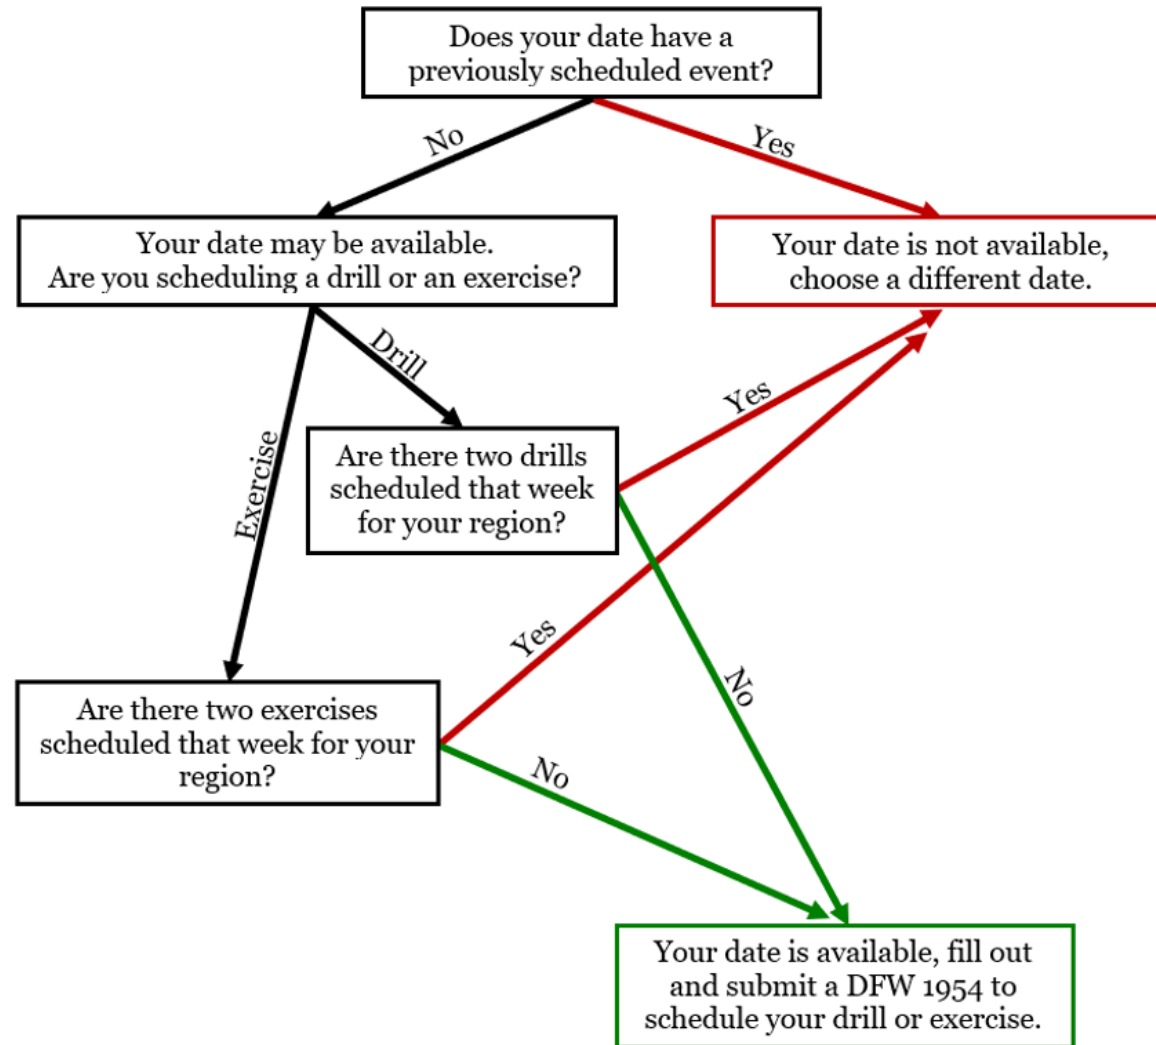 Does your date have a
previously scheduled event?
No
Yes
Your date may be available.
Are you scheduling a drill or an exercise?
Your date is not available,
choose a different date.
Drill
Yes
Exercise
Are there two drills
scheduled that week
for your region?
Yes
No
Are there two exercises
scheduled that week for your
region?
No
Your date is available, fill out
and submit a DFW 1954 to
schedule your drill or exercise.